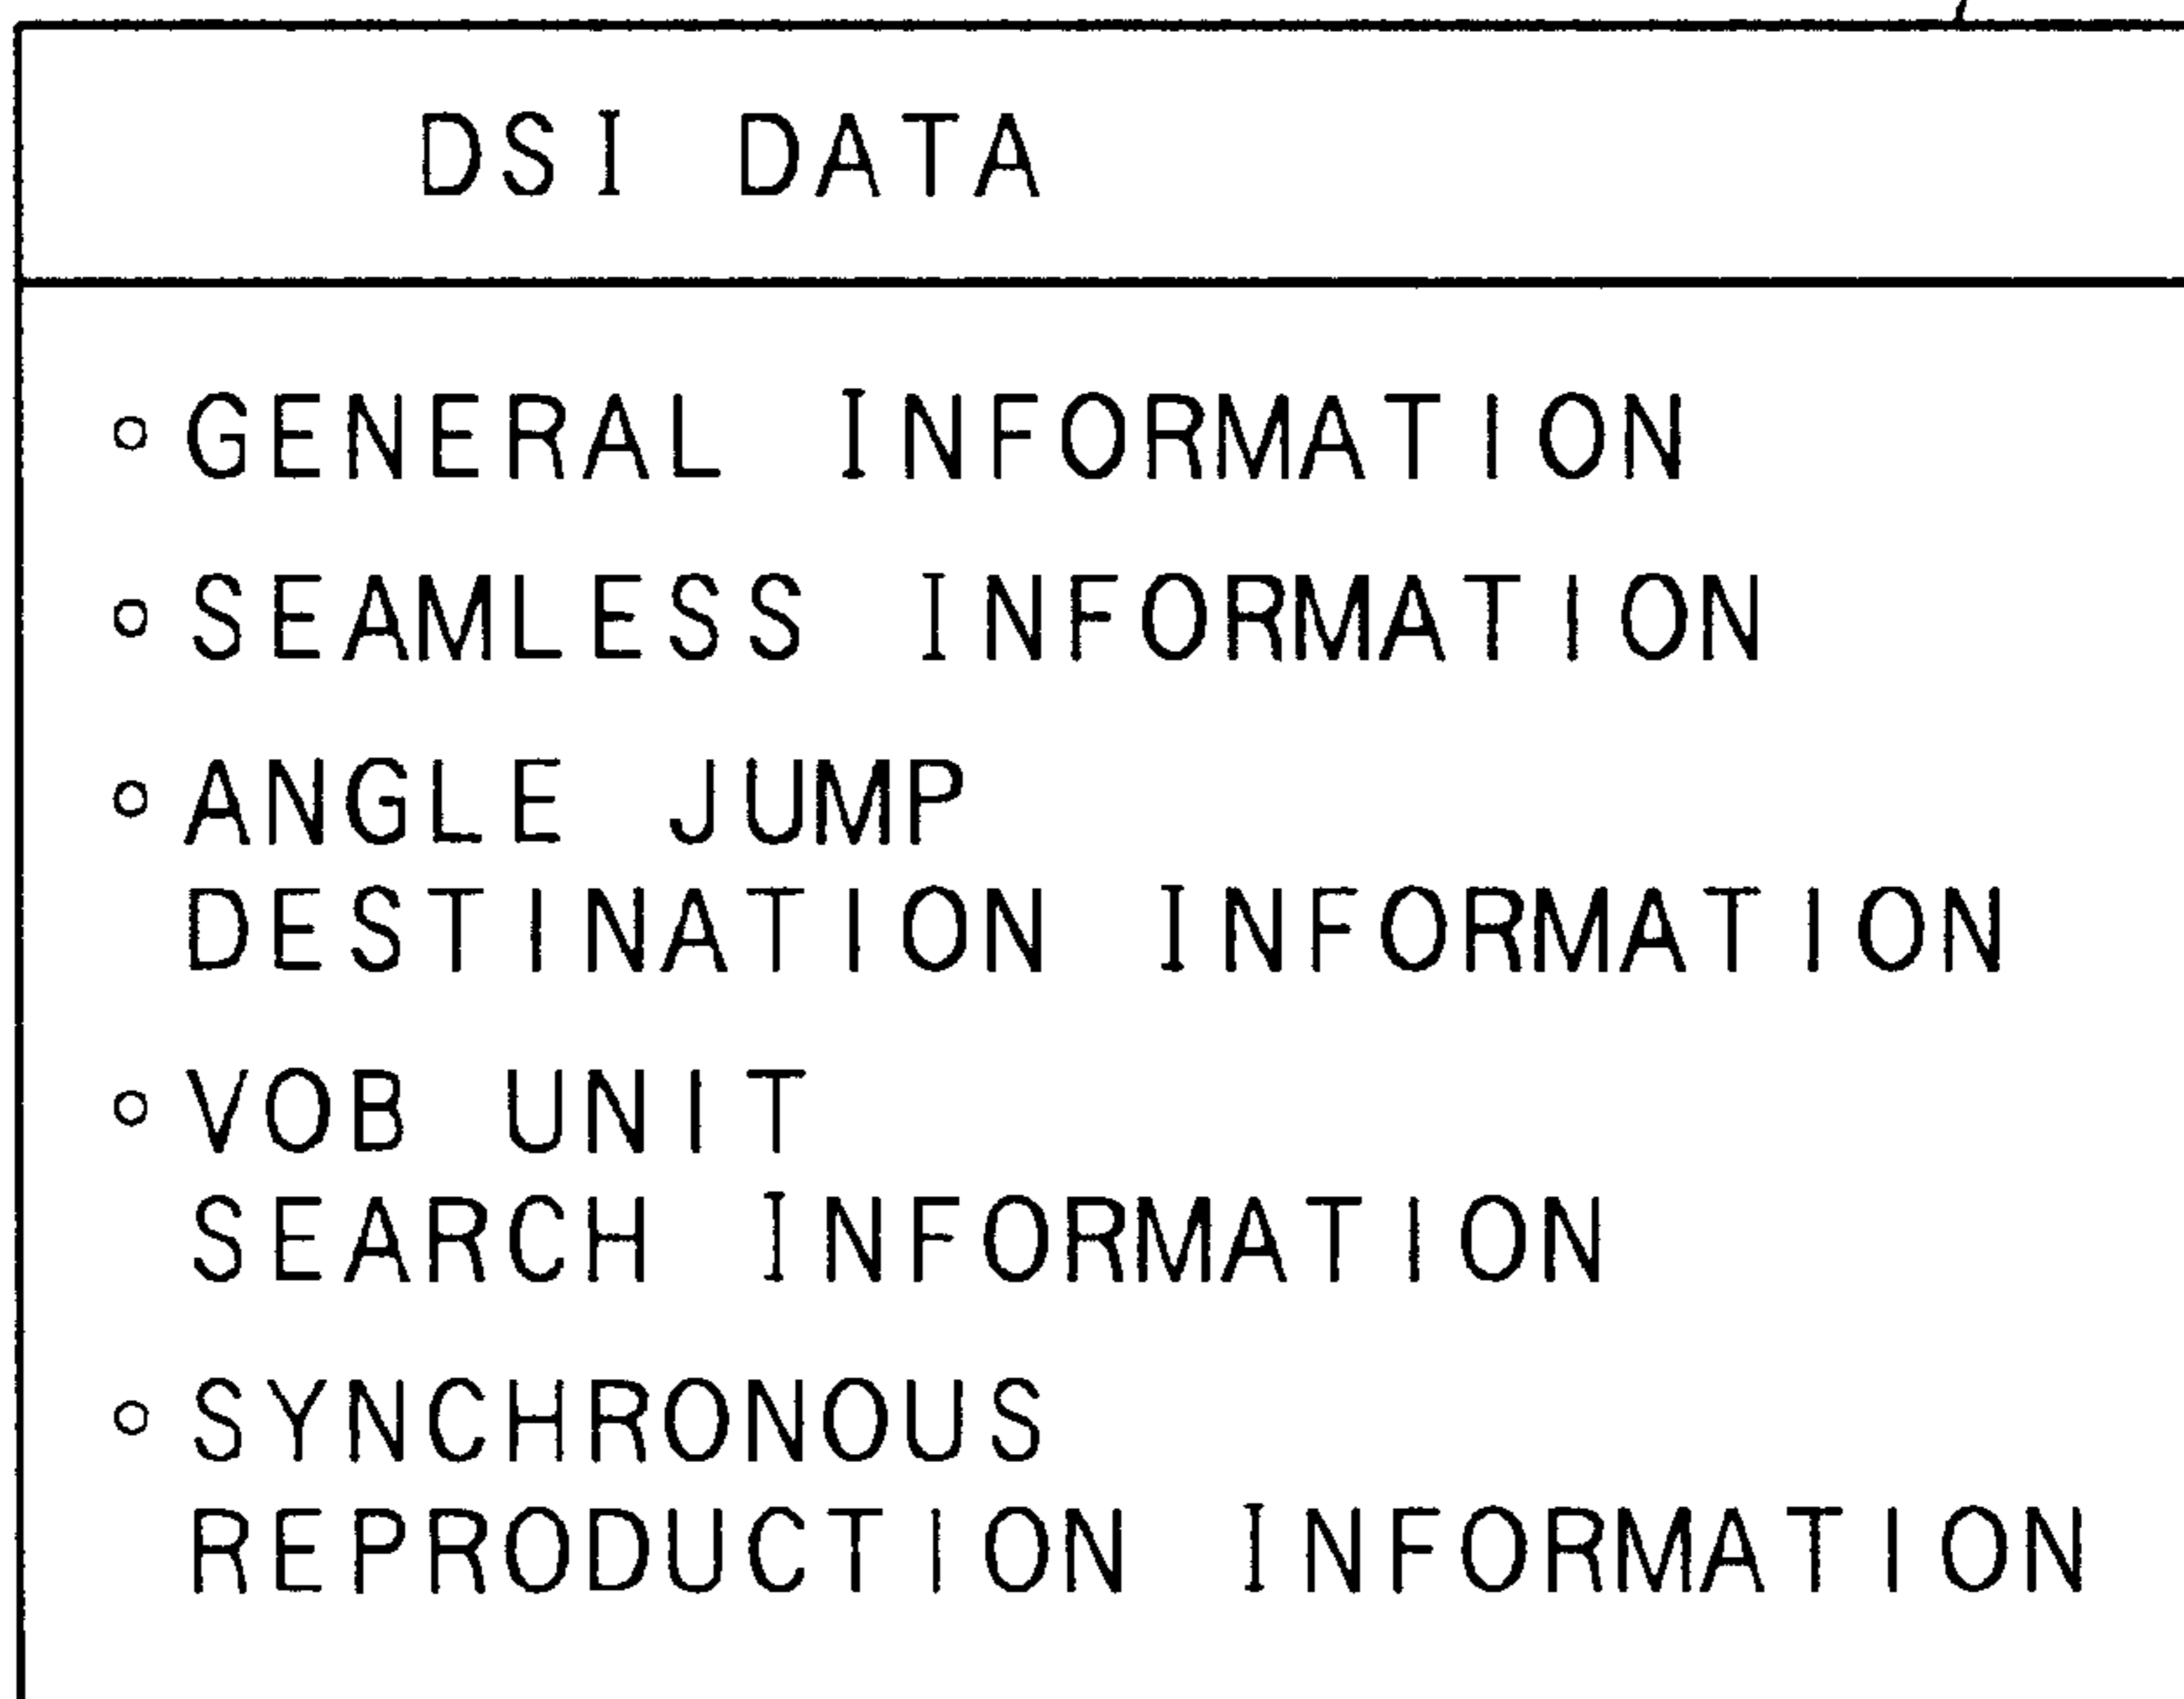 DSI DATA
◦ GENERAL INFORMATION
◦ SEAMLESS INFORMATION
◦ ANGLE JUMP
DESTINATION INFORMATION
◦ VOB UNIT
SEARCH INFORMATION
◦ SYNCHRONOUS
REPRODUCTION INFORMATION